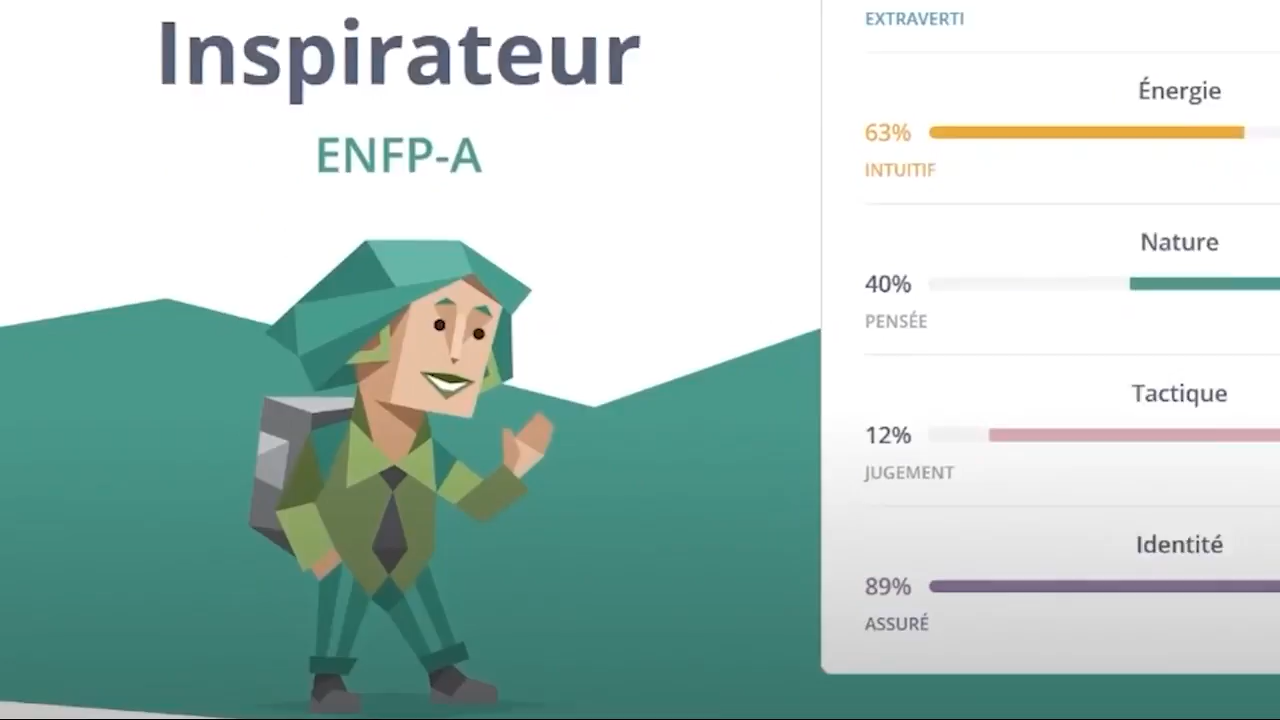 Inspirateur
ENFP-A
EXTRAVERTI
Énergie
63%
INTUITIF
Nature
40%
PENSÉE
Tactique
12%
JUGEMENT
Identité
89%
ASSURÉ